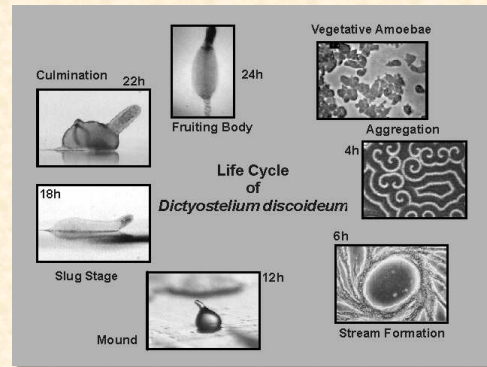 Vegetative Amoebae
Culmination
22h
24h
Fruiting Body
Aggregation
4h
Life Cycle
of
Dictyostelium discoideum
18h
6h
Slug Stage
12h
Stream Formation
Mound